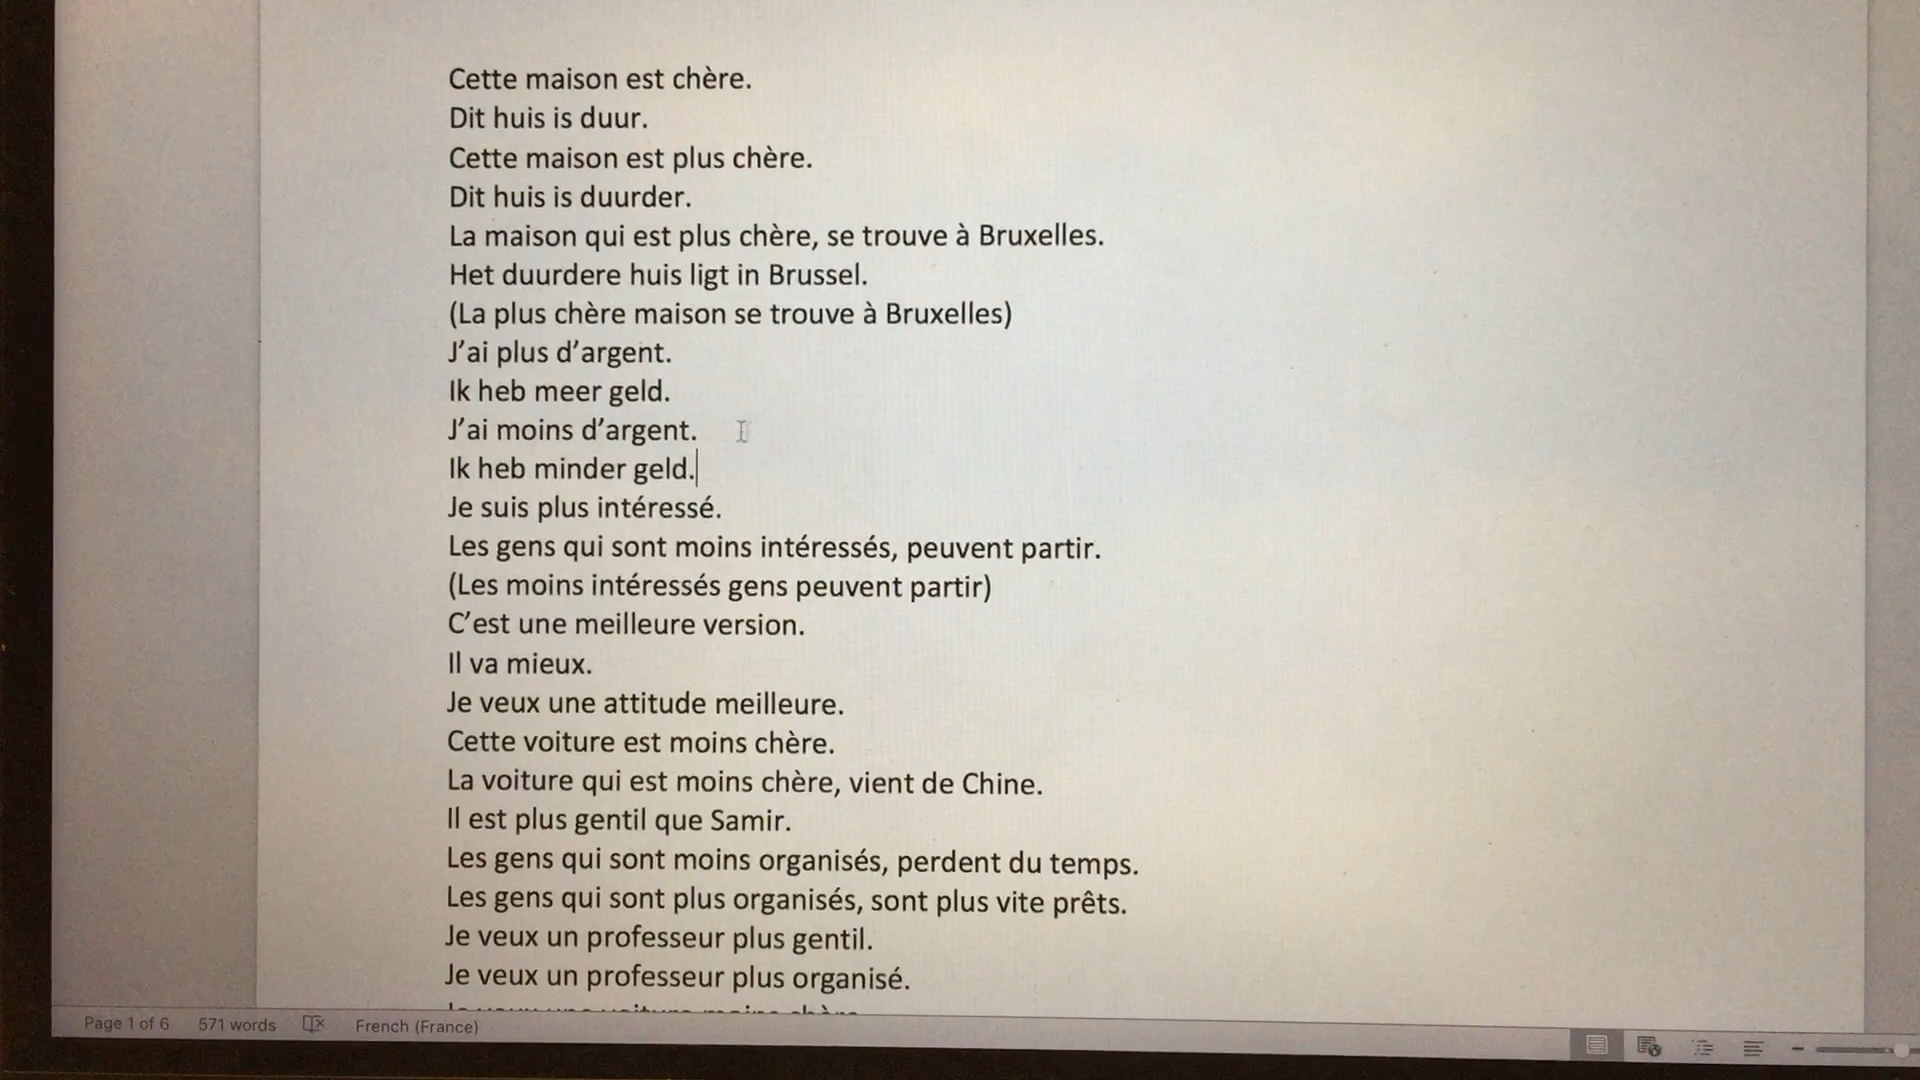 Cette maison est chère.
Dit huis is duur.
Cette maison est plus chère.
Dit huis is duurder.
La maison qui est plus chère, se trouve à Bruxelles.
Het duurdere huis ligt in Brussel.
(La plus chère maison se trouve à Bruxelles)
J’ai plus d’argent.
Ik heb meer geld.
J’ai moins d’argent.
Ik heb minder geld.
Je suis plus intéressé.
Les gens qui sont moins intéressés, peuvent partir.
(Les moins intéressés gens peuvent partir)
C’est une meilleure version.
Il va mieux.
Je veux une attitude meilleure.
Cette voiture est moins chère.
La voiture qui est moins chère, vient de Chine.
Il est plus gentil que Samir.
Les gens qui sont moins organisés, perdent du temps.
Les gens qui sont plus organisés, sont plus vite prêts.
Je veux un professeur plus gentil.
Je veux un professeur plus organisé.
Page 1 of 6 571 words French (France)